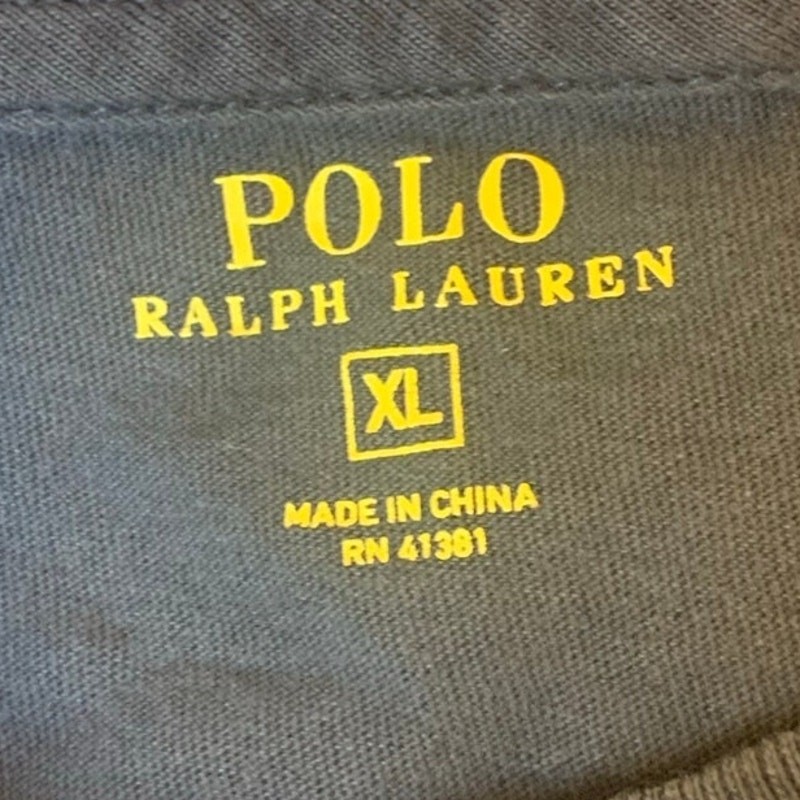 POLO
RALPH LAUREN
XL
MADE IN CHINA
RN 41381